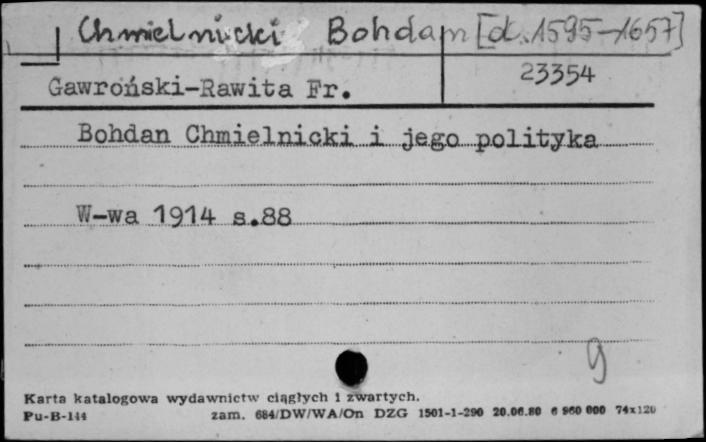 Chmielnicki Bohdan [d. 1595-1657]
Gawroński-Rawita Fr.
23354
Bohdan Chmielnicki i jego polityka
W-wa 1914 s.88
9
Karta katalogowa wydawnictw ciągłych i zwartych.
Pu-B-144 zam. 684/DW/WA/On DZG 1501-1-290 20.06.80 6 960 000 74x120